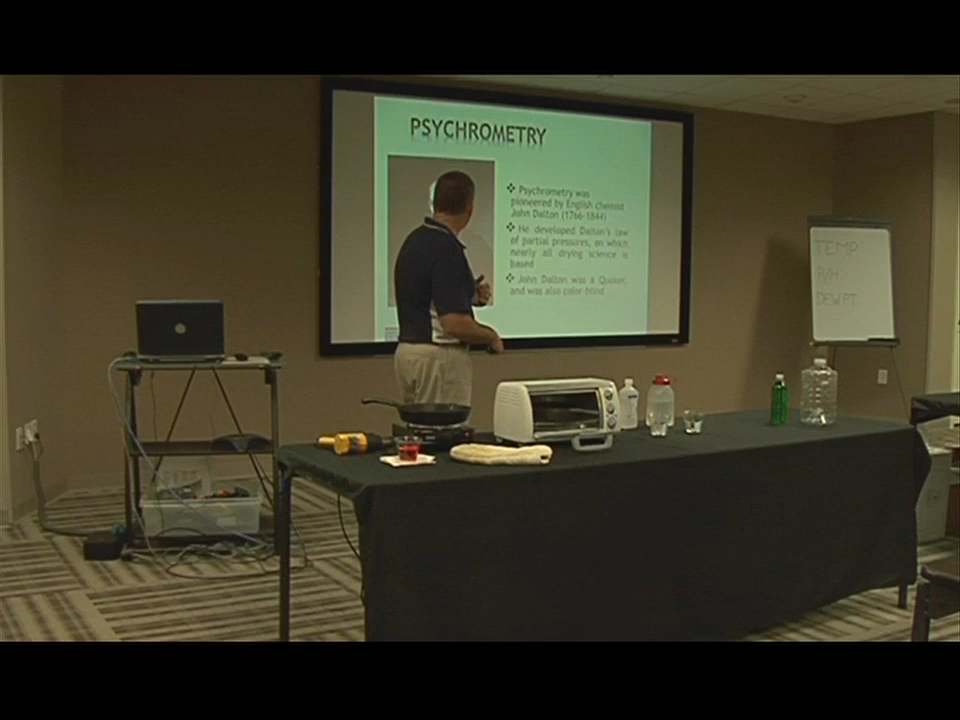 PSYCHROMETRY
❖ Psychrometry was
pioneered by English chemist
John Dalton (1766-1844)
❖ He developed Dalton's law
of partial pressures, on which
nearly all drying science is
based
❖ John Dalton was a Quaker,
and was also color-blind
TEMP
R/H
DEW PT